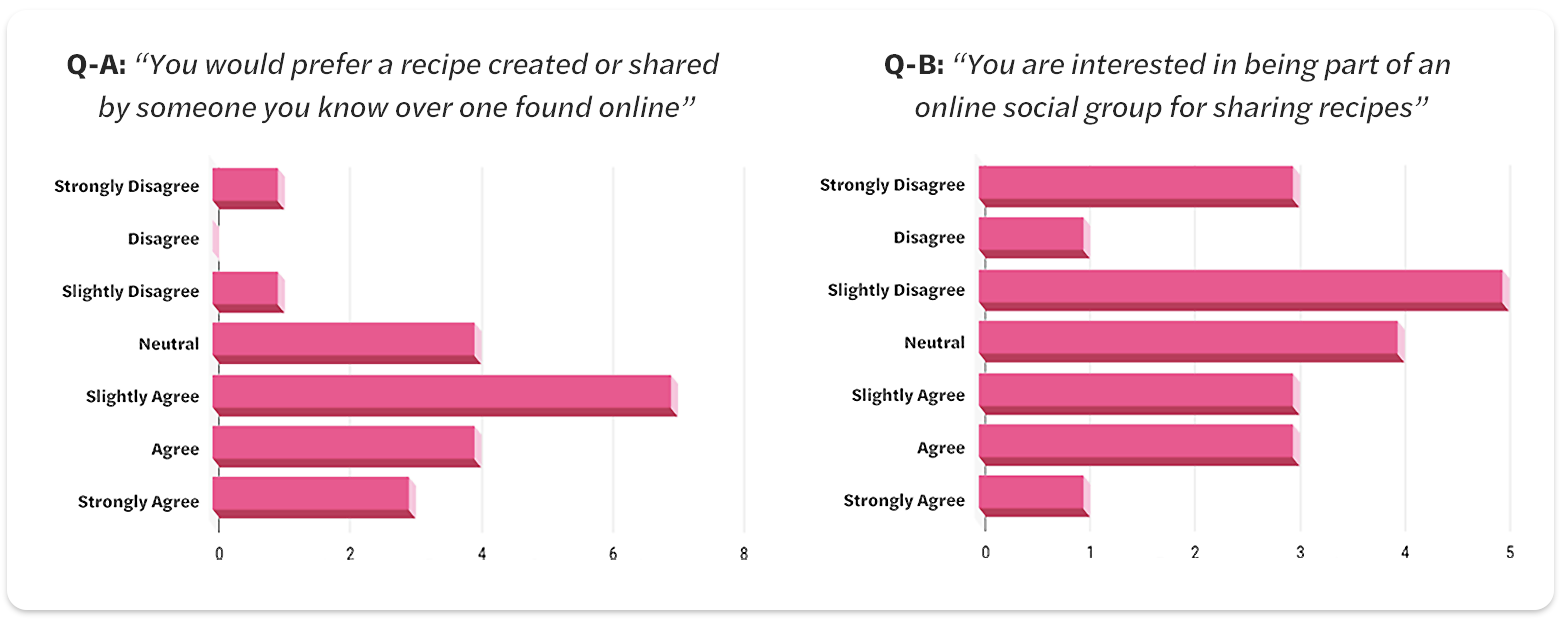 Q-A: “You would prefer a recipe created or shared
by someone you know over one found online”
Strongly Disagree
Disagree
Slightly Disagree
Neutral
Slightly Agree
Agree
Strongly Agree
0 2 4 6 8
Q-B: “You are interested in being part of an
online social group for sharing recipes”
Strongly Disagree
Disagree
Slightly Disagree
Neutral
Slightly Agree
Agree
Strongly Agree
0 1 2 3 4 5